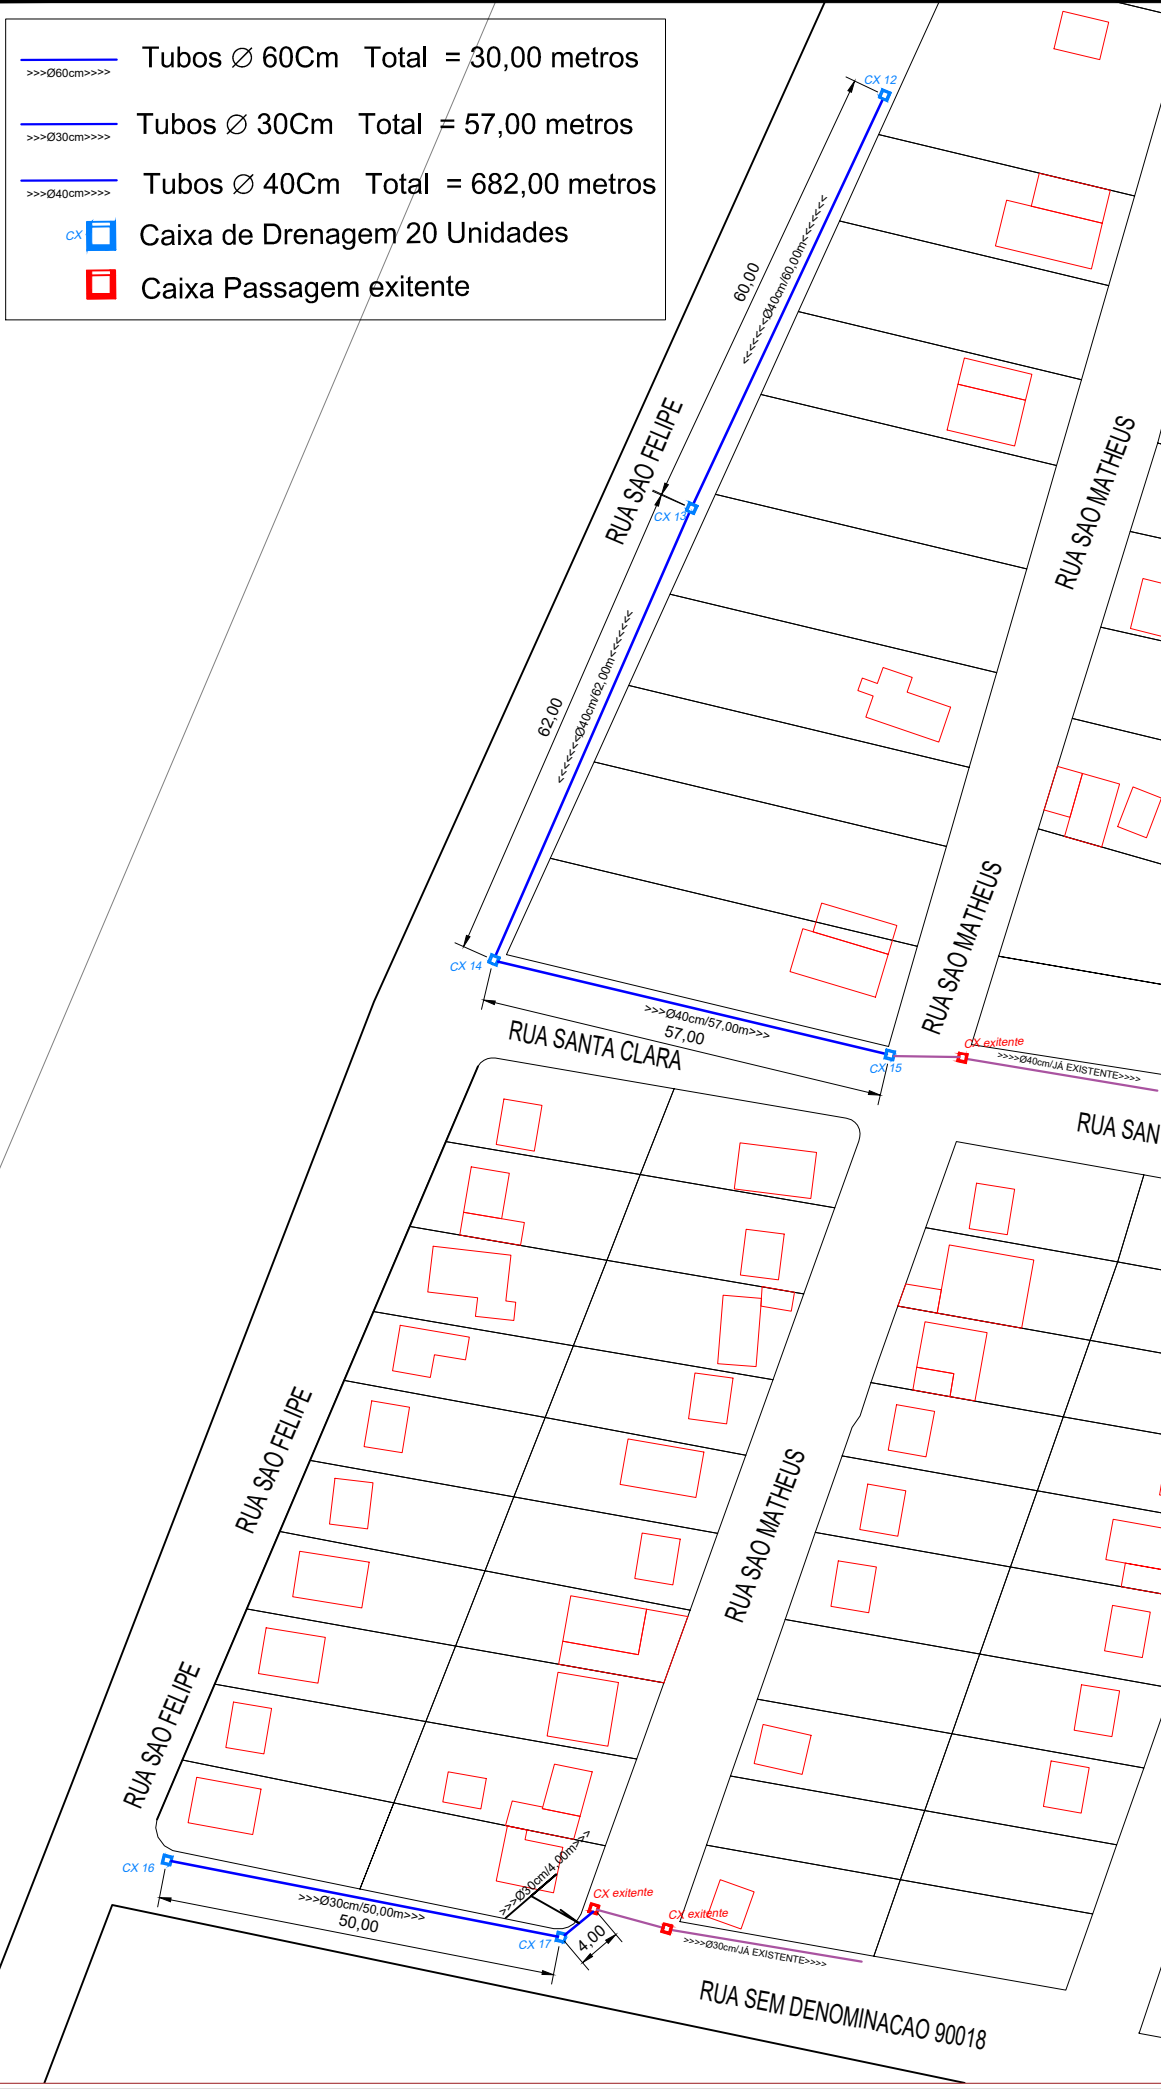 Tubos Ø 60Cm Total = 30,00 metros
>>>Ø60cm>>>>
Tubos Ø 30Cm Total = 57,00 metros
>>>Ø30cm>>>>
Tubos Ø 40Cm Total = 682,00 metros
>>>Ø40cm>>>>
CX
Caixa de Drenagem 20 Unidades
Caixa Passagem exitente
CX 12
60,00
<<<<<<<Ø40cm/60,00m<<<<<<<
RUA SAO FELIPE
RUA SAO MATHEUS
CX 13
62,00
<<<<<<<Ø40cm/62,00m<<<<<<<
RUA SAO MATHEUS
CX 14
>>>Ø40cm/57,00m>>>
57,00
RUA SANTA CLARA
CX 15
CX exitente
>>>>Ø40cm/JÁ EXISTENTE>>>>
RUA SAN
RUA SAO FELIPE
RUA SAO MATHEUS
RUA SAO FELIPE
CX 16
>>>Ø30cm/50,00m>>>
50,00
>>>Ø30cm/4,00m>>>
CX exitente
CX exitente
CX 17
4,00
>>>>Ø30cm/JÁ EXISTENTE>>>>
RUA SEM DENOMINACAO 90018